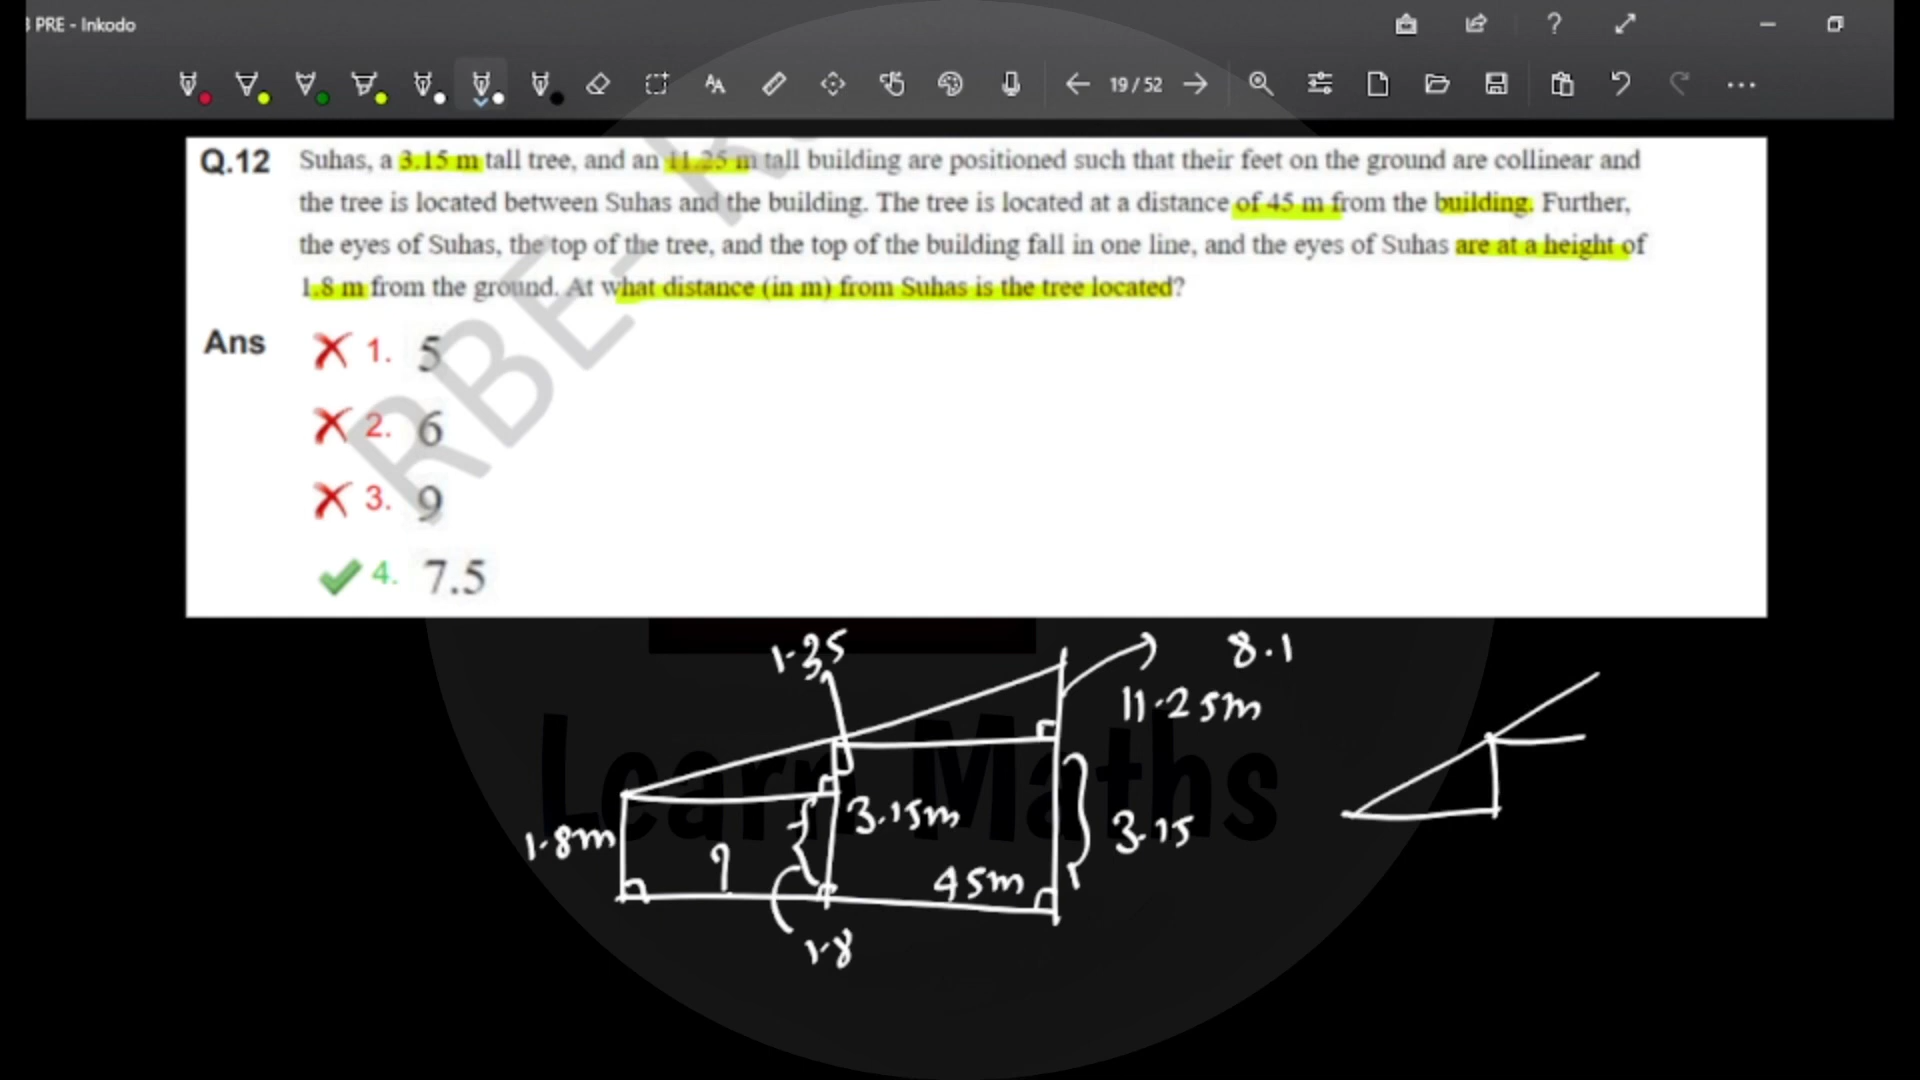 PRE - Inkodo
19 / 52
Q.12 Suhas, a 3.15 m tall tree, and an 11.25 m tall building are positioned such that their feet on the ground are collinear and
the tree is located between Suhas and the building. The tree is located at a distance of 45 m from the building. Further,
the eyes of Suhas, the top of the tree, and the top of the building fall in one line, and the eyes of Suhas are at a height of
1.8 m from the ground. At what distance (in m) from Suhas is the tree located?
Ans
1. 5
2. 6
3. 9
4. 7.5
RBE-
1.35
8.1
11.25m
Learn Maths
1.8m
?
3.15m
3.15
45m
1.8